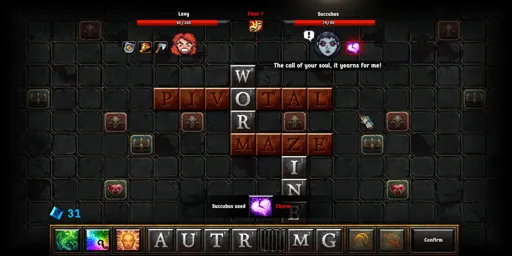 Lexy
Floor 7
Succubus
The call of your soul, it yearns for me!
W
PIVOTAL
R
MAZE
I
N
E
Succubus used Charm
31
AUTR MG
Confirm